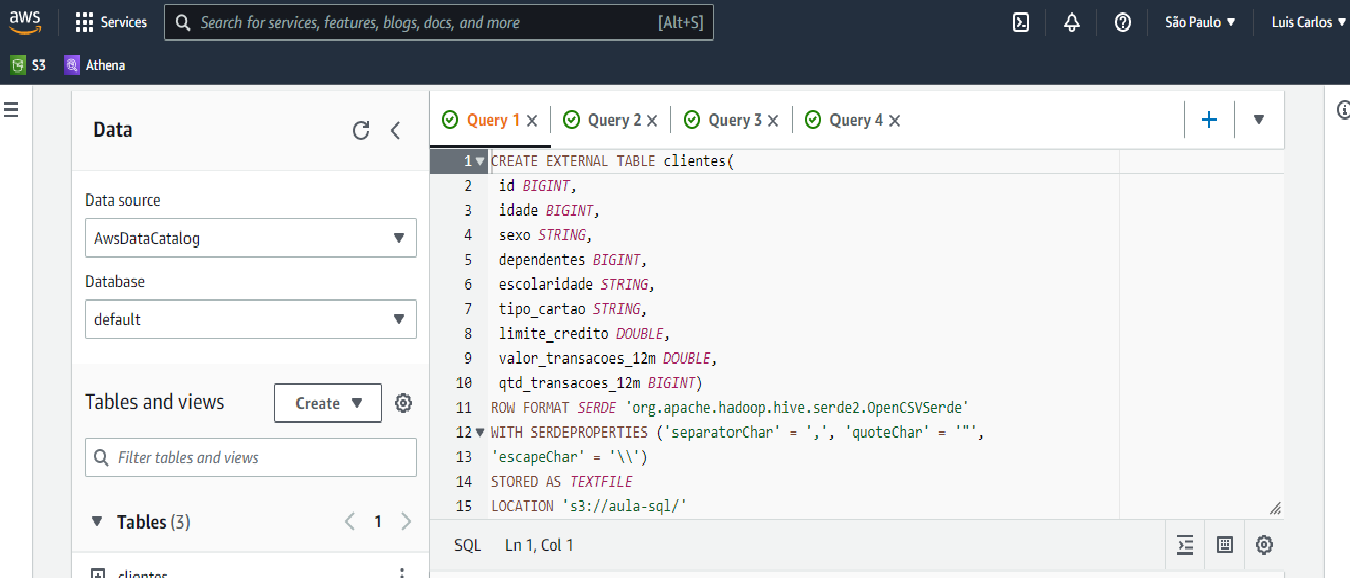 aws
Services
Search for services, features, blogs, docs, and more [Alt+S]
São Paulo
Luis Carlos
S3
Athena
Data
Data source
AwsDataCatalog
Database
default
Tables and views
Create
Filter tables and views
Tables (3)
1
clientes
Query 1
Query 2
Query 3
Query 4
1 CREATE EXTERNAL TABLE clientes(
2 id BIGINT,
3 idade BIGINT,
4 sexo STRING,
5 dependentes BIGINT,
6 escolaridade STRING,
7 tipo_cartao STRING,
8 limite_credito DOUBLE,
9 valor_transacoes_12m DOUBLE,
10 qtd_transacoes_12m BIGINT)
11 ROW FORMAT SERDE 'org.apache.hadoop.hive.serde2.OpenCSVSerde'
12 WITH SERDEPROPERTIES ('separatorChar' = ',', 'quoteChar' = '"',
13 'escapeChar' = '\\')
14 STORED AS TEXTFILE
15 LOCATION 's3://aula-sql/'
SQL Ln 1, Col 1